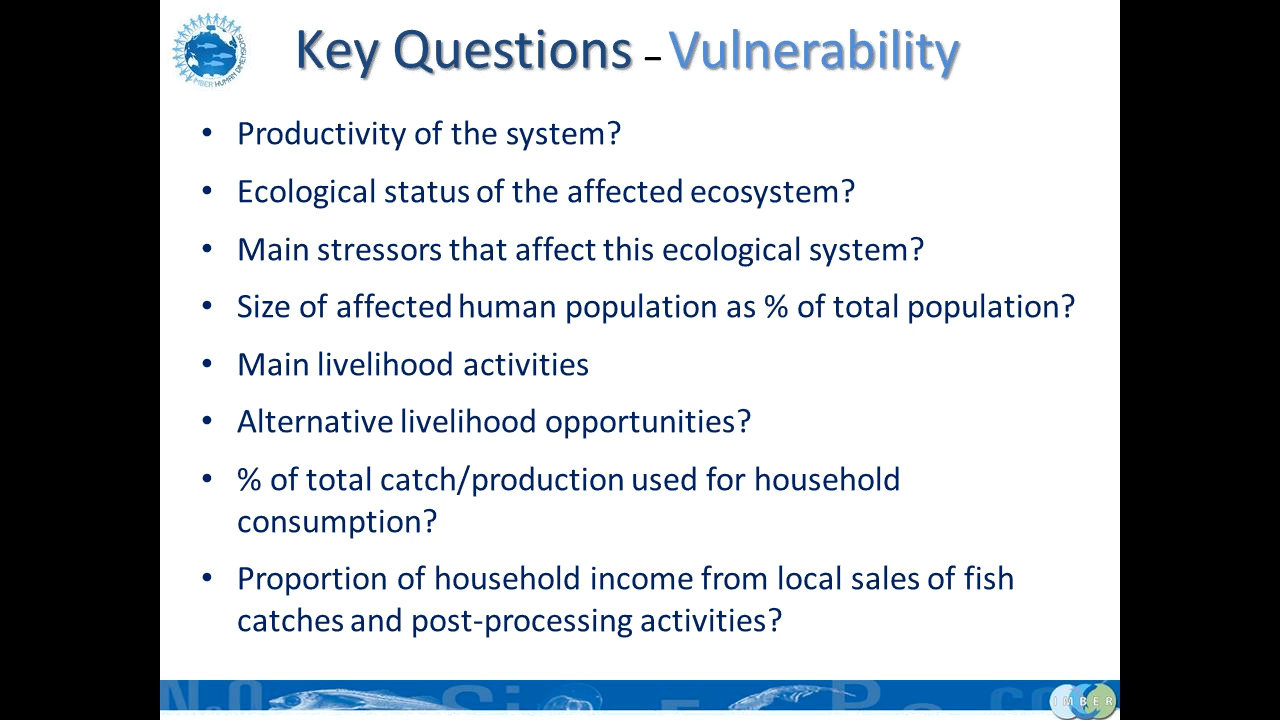 Key Questions – Vulnerability
• Productivity of the system?
• Ecological status of the affected ecosystem?
• Main stressors that affect this ecological system?
• Size of affected human population as % of total population?
• Main livelihood activities
• Alternative livelihood opportunities?
• % of total catch/production used for household
consumption?
• Proportion of household income from local sales of fish
catches and post-processing activities?
IMBER HUMAN DIMENSIONS
IMBER